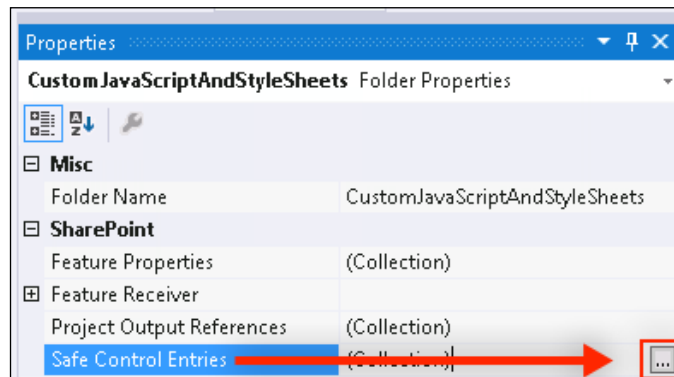 Properties
CustomJavaScriptAndStyleSheets Folder Properties
Misc
Folder Name CustomJavaScriptAndStyleSheets
SharePoint
Feature Properties (Collection)
Feature Receiver
Project Output References (Collection)
Safe Control Entries (Collection) ...